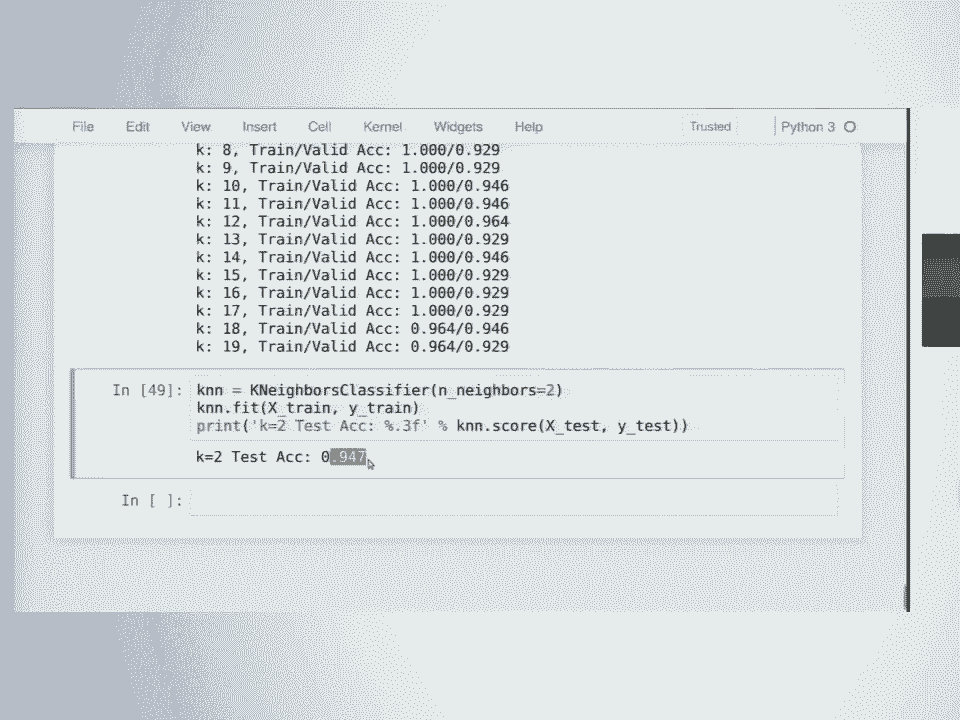 File Edit View Insert Cell Kernel Widgets Help Trusted Python 3
k: 8, Train/Valid Acc: 1.000/0.929
k: 9, Train/Valid Acc: 1.000/0.929
k: 10, Train/Valid Acc: 1.000/0.946
k: 11, Train/Valid Acc: 1.000/0.946
k: 12, Train/Valid Acc: 1.000/0.964
k: 13, Train/Valid Acc: 1.000/0.929
k: 14, Train/Valid Acc: 1.000/0.946
k: 15, Train/Valid Acc: 1.000/0.929
k: 16, Train/Valid Acc: 1.000/0.929
k: 17, Train/Valid Acc: 1.000/0.929
k: 18, Train/Valid Acc: 0.964/0.946
k: 19, Train/Valid Acc: 0.964/0.929
In [49]: knn = KNeighborsClassifier(n_neighbors=2)
knn.fit(X_train, y_train)
print('k=2 Test Acc: %.3f' % knn.score(X_test, y_test))
k=2 Test Acc: 0.947
In [ ]: